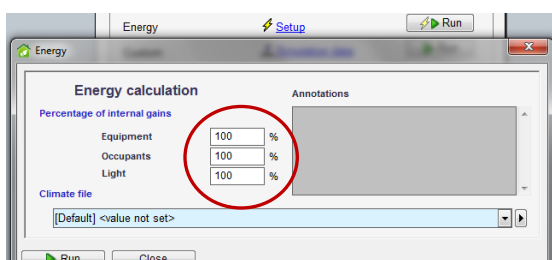 Energy Setup Run
Energy
Energy calculation
Annotations
Percentage of internal gains
Equipment 100 %
Occupants 100 %
Light 100 %
Climate file
[Default] <value not set>
Run Close